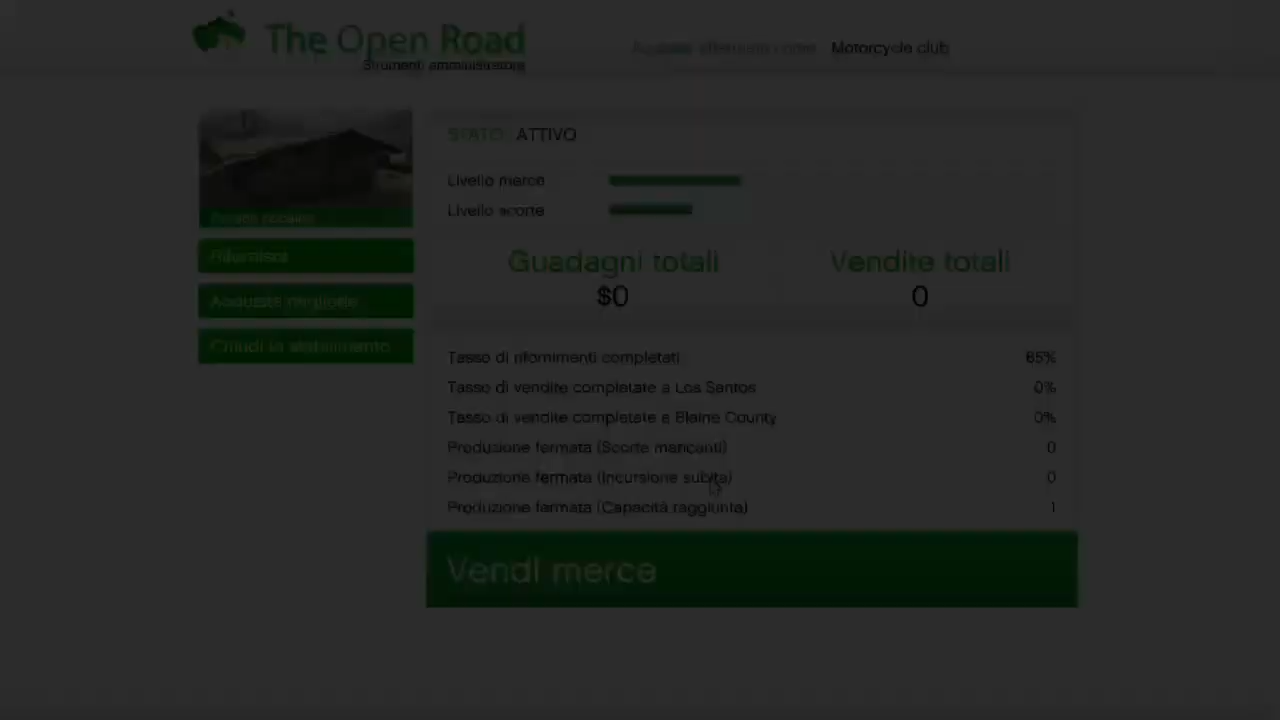 The Open Road
Strumenti amministratore
Motorcycle club
STATO: ATTIVO
Livello merce
Livello scorte
Rifornisci
Guadagni totali
Vendite totali
$0
0
Acquista migliorie
Chiudi lo stabilimento
Tasso di rifornimenti completati
85%
Tasso di vendite completate a Los Santos
0%
Tasso di vendite completate a Blaine County
0%
Produzione fermata (Scorte mancanti)
0
Produzione fermata (Incursione subita)
0
Produzione fermata (Capacità raggiunta)
1
Vendi merce